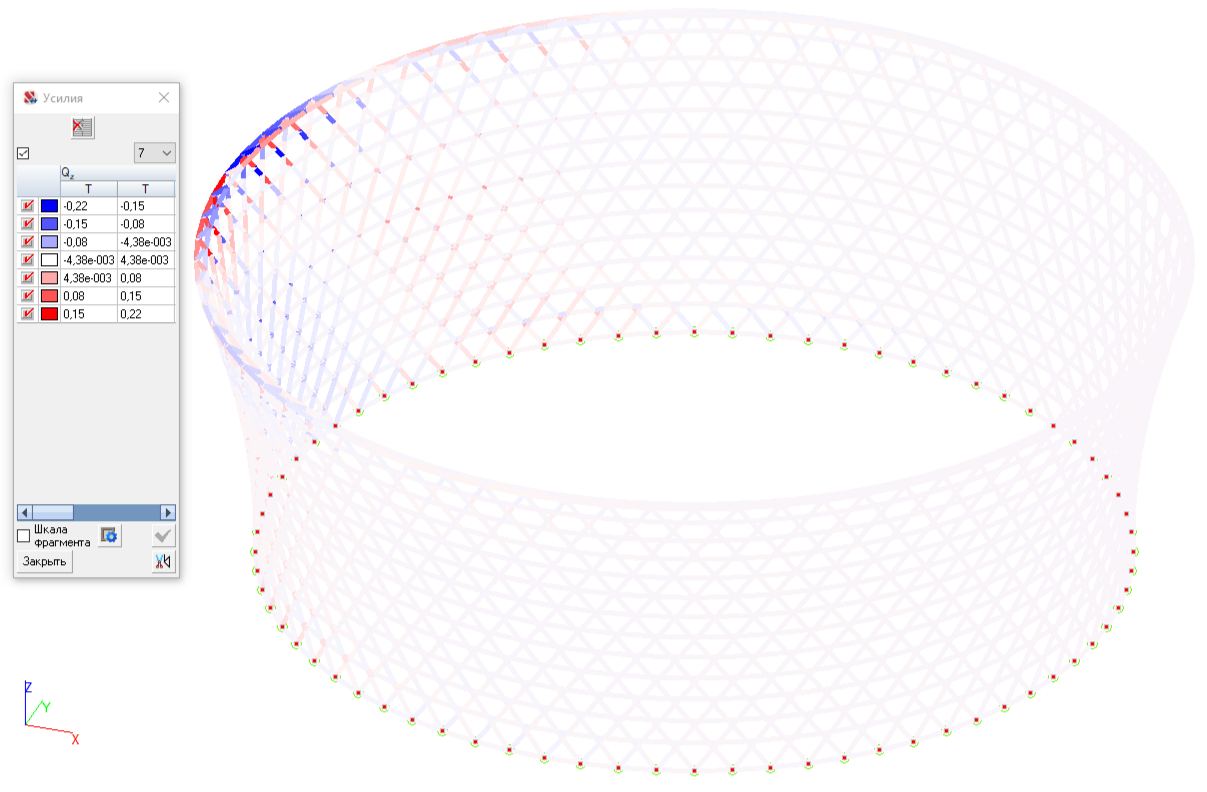 Усилия
7
Qz
Т Т
-0,22 -0,15
-0,15 -0,08
-0,08 -4,38e-003
-4,38e-003 4,38e-003
4,38e-003 0,08
0,08 0,15
0,15 0,22
Шкала
фрагмента
Закрыть
Z
Y
X